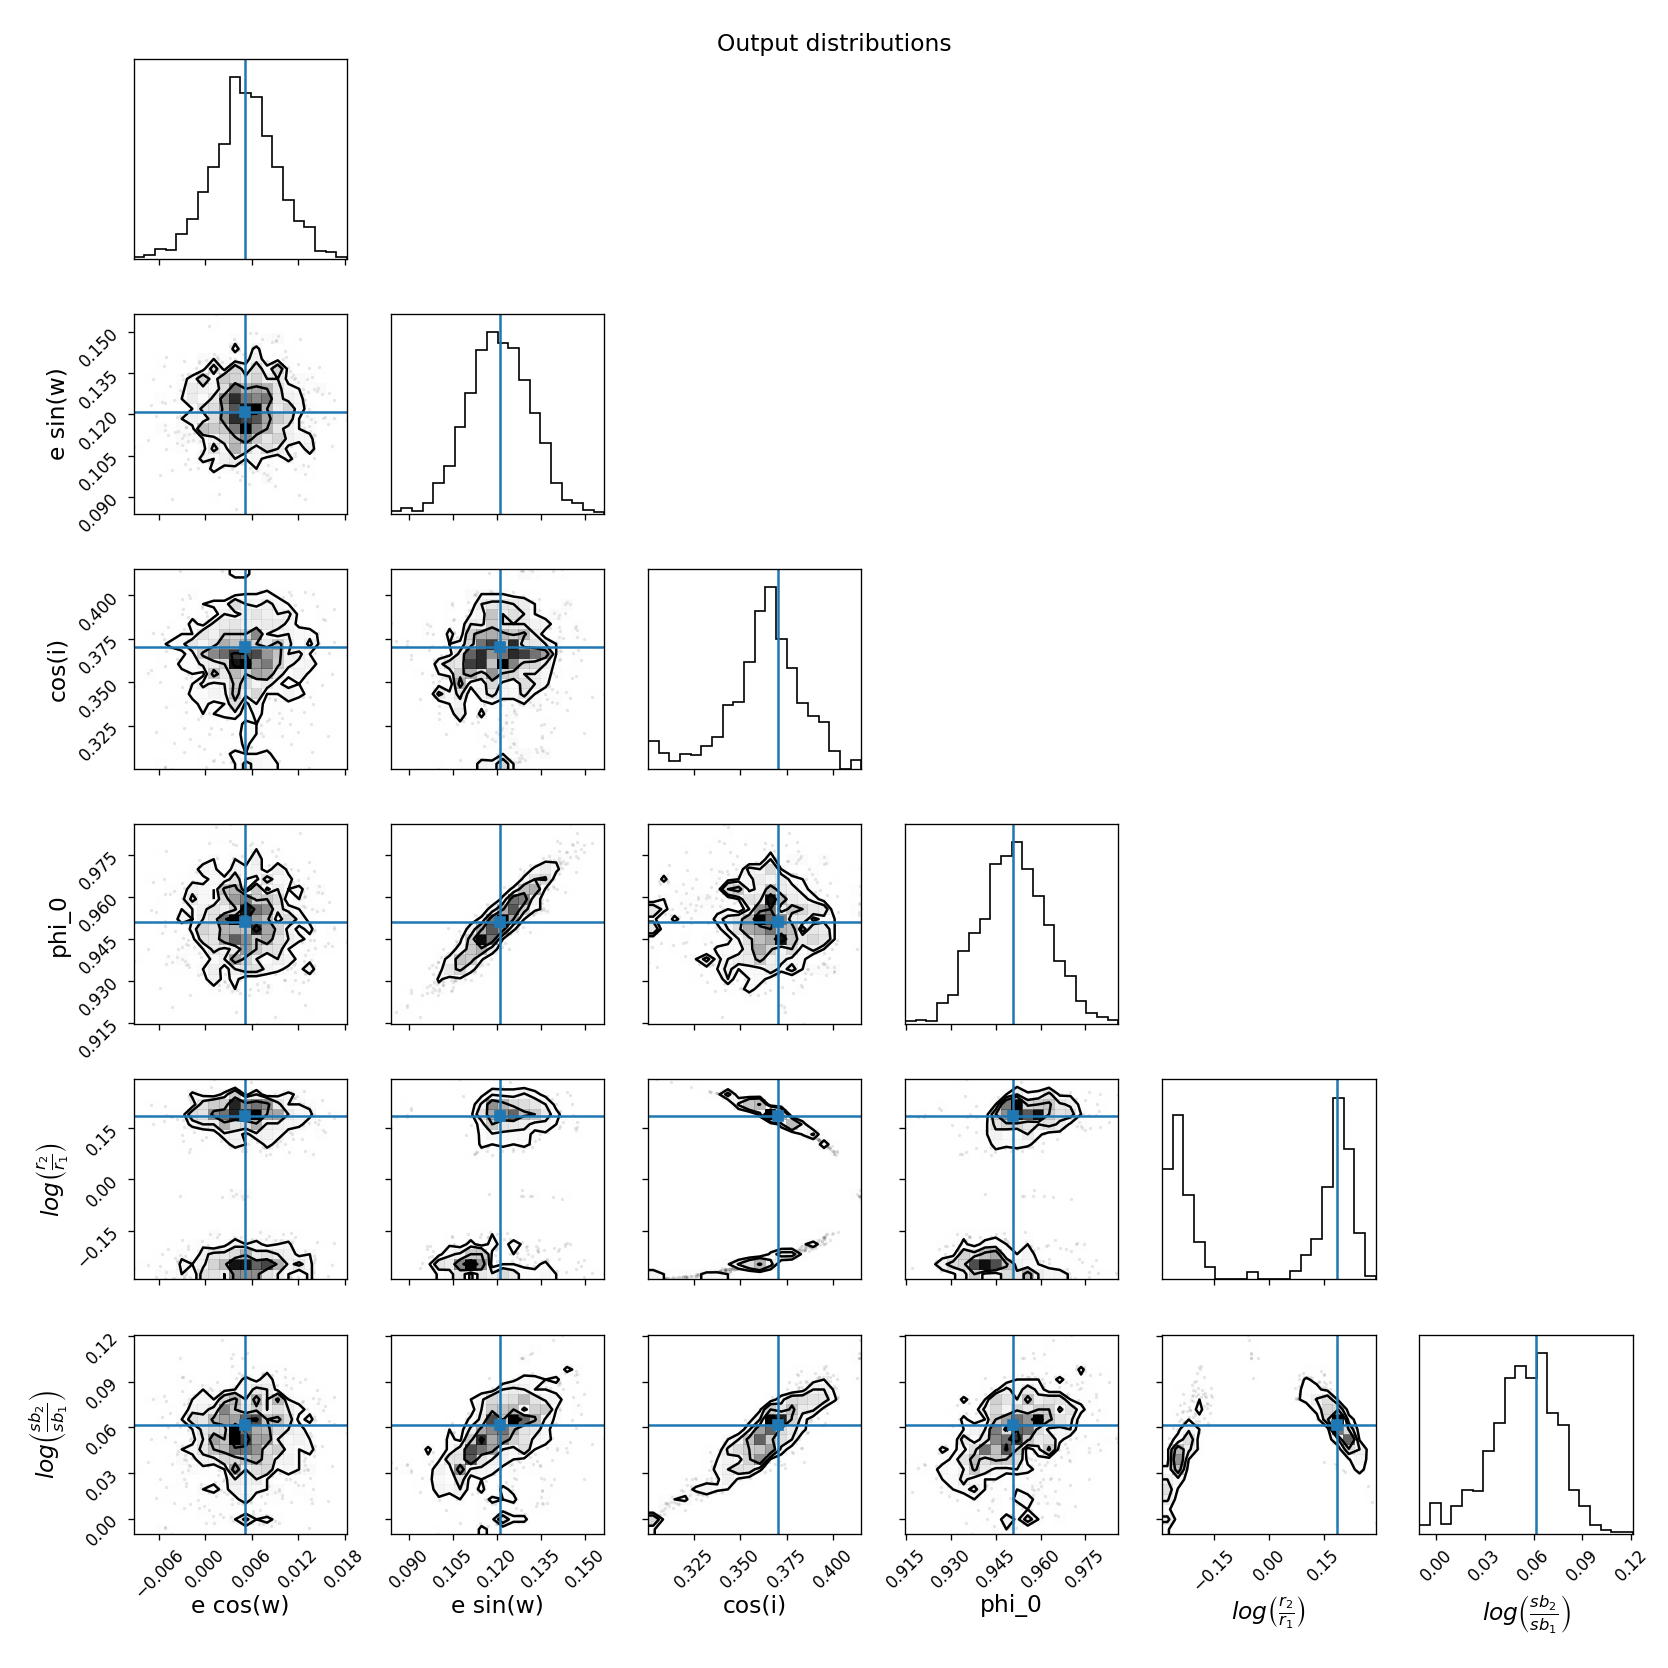 Output distributions
e sin(w)
0.150
0.135
0.120
0.105
0.090
cos(i)
0.400
0.375
0.350
0.325
phi_0
0.975
0.960
0.945
0.930
0.915
log(r2/r1)
0.15
0.00
−0.15
log(sb2/sb1)
0.12
0.09
0.06
0.03
0.00
−0.006 0.000 0.006 0.012 0.018 0.090 0.105 0.120 0.135 0.150 0.325 0.350 0.375 0.400 0.915 0.930 0.945 0.960 0.975 −0.15 0.00 0.15 0.00 0.03 0.06 0.09 0.12
e cos(w) e sin(w) cos(i) phi_0 log(r2/r1) log(sb2/sb1)